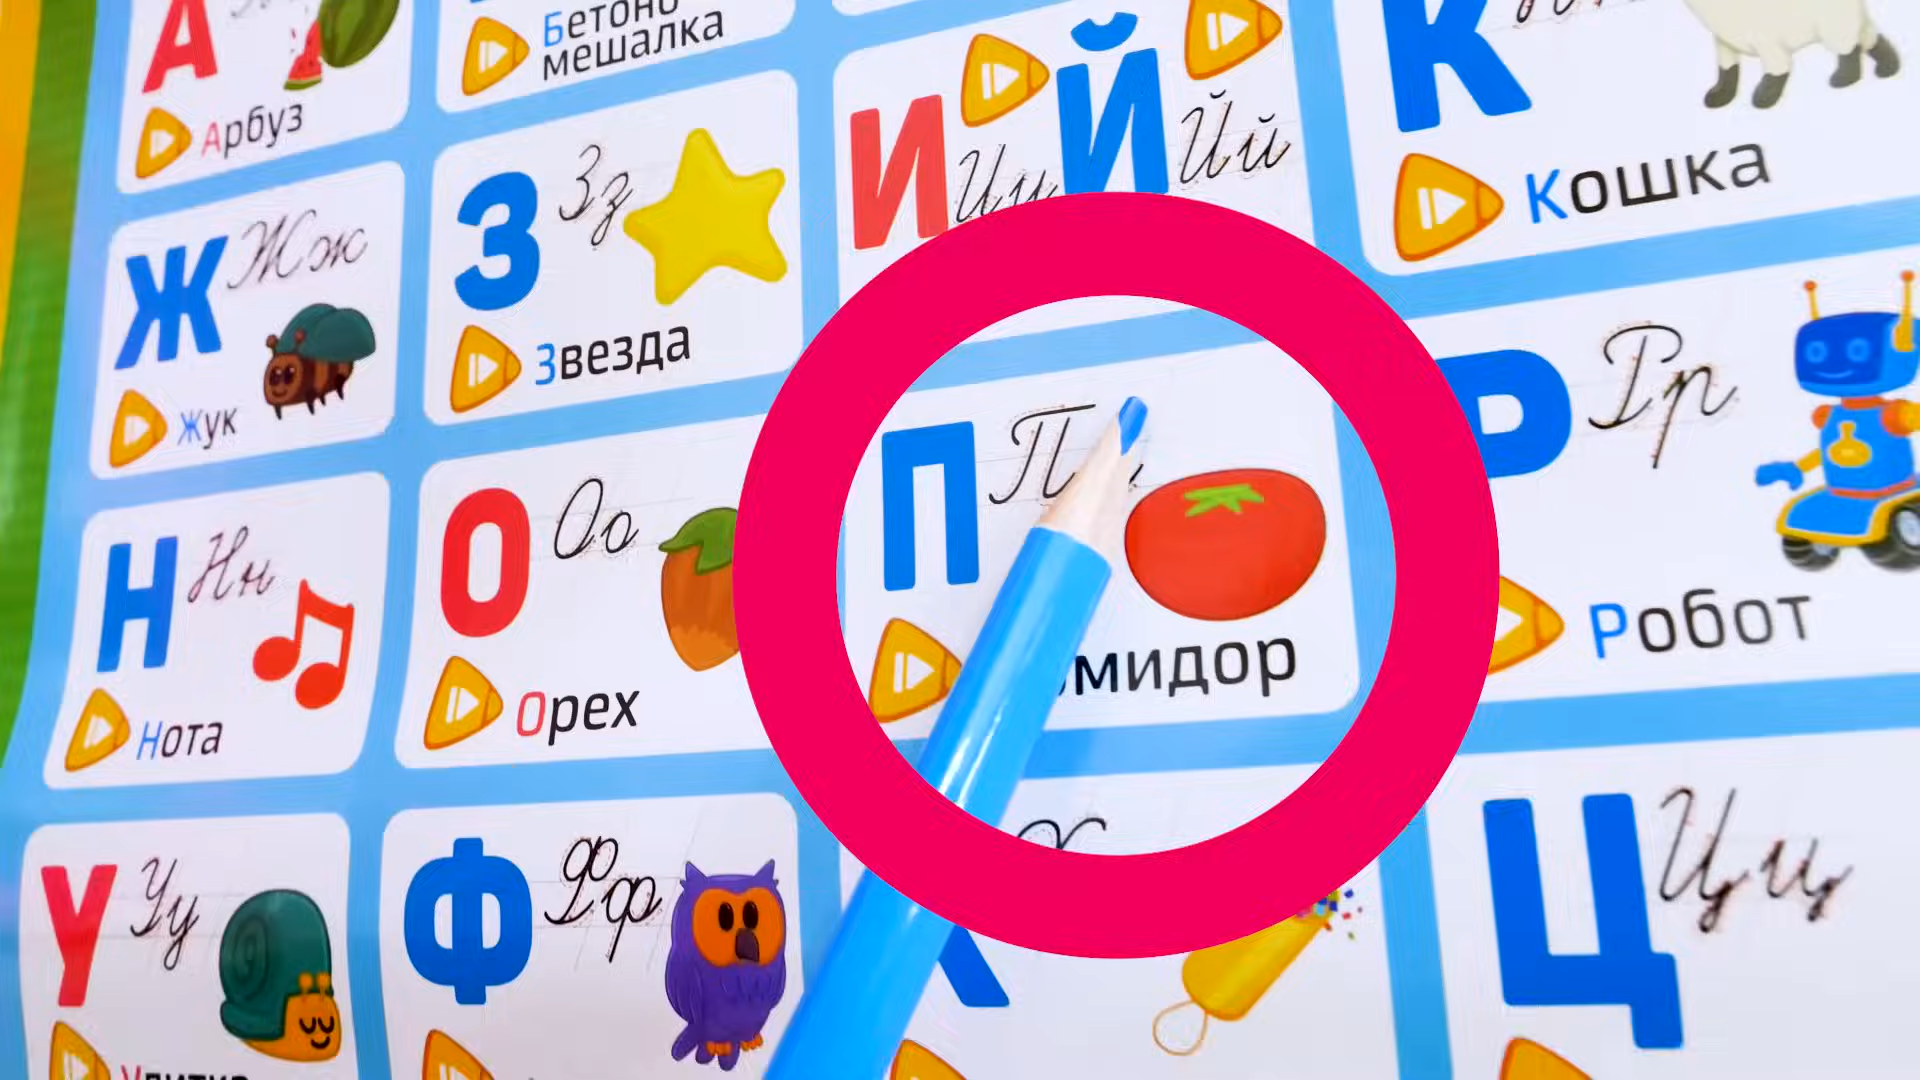 А
Арбуз
Бетоно
мешалка
И Ии Й Йй
К
Кошка
Ж Жж
Жук
З Зз
Звезда
П П
мидор
Р Рр
Робот
Н Нн
Нота
О Оо
Орех
У Уу
Улитка
Ф Фф
Х
Ц Цц